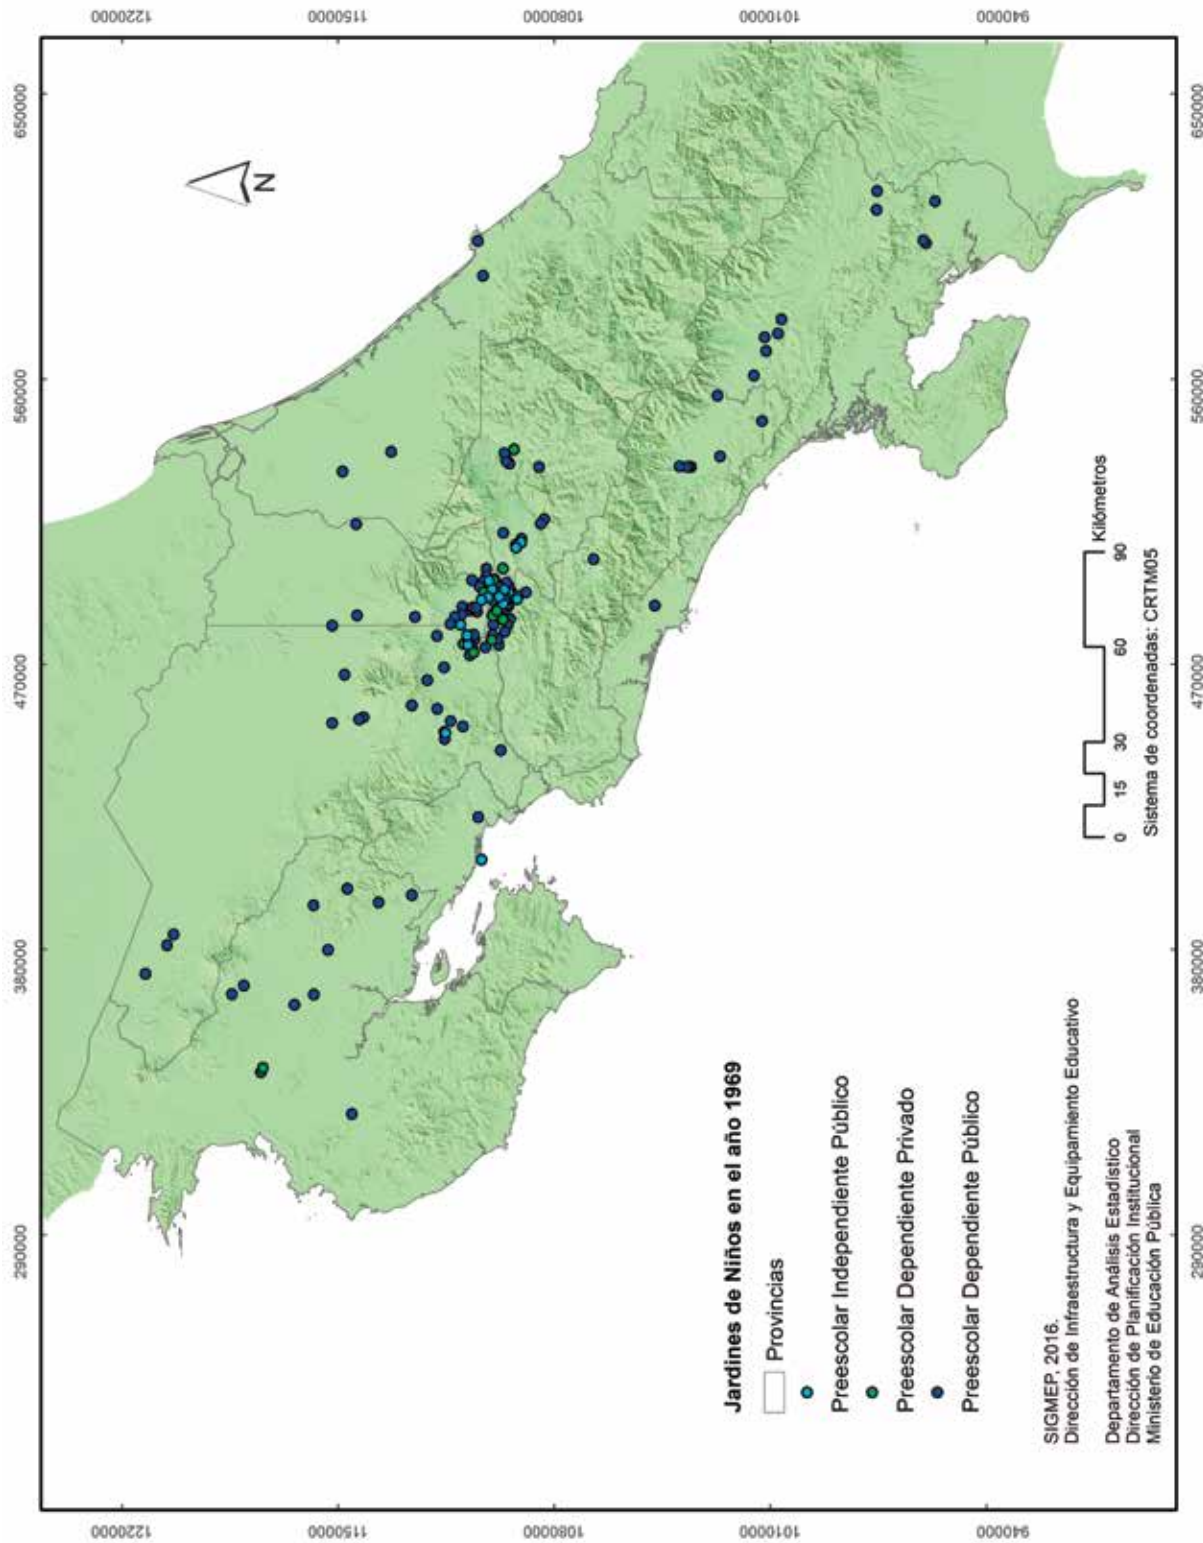 290000
380000
470000
560000
650000
1220000
1220000
1150000
1150000
1080000
1080000
1010000
1010000
940000
940000
N
Jardines de Niños en el año 1969
Provincias
Preescolar Independiente Público
Preescolar Dependiente Privado
Preescolar Dependiente Público
SIGMEP, 2016.
Dirección de Infraestructura y Equipamiento Educativo
Departamento de Análisis Estadístico
Dirección de Planificación Institucional
Ministerio de Educación Pública
0 15 30 60 90
Kilómetros
Sistema de coordenadas: CRTM05
290000
380000
470000
560000
650000